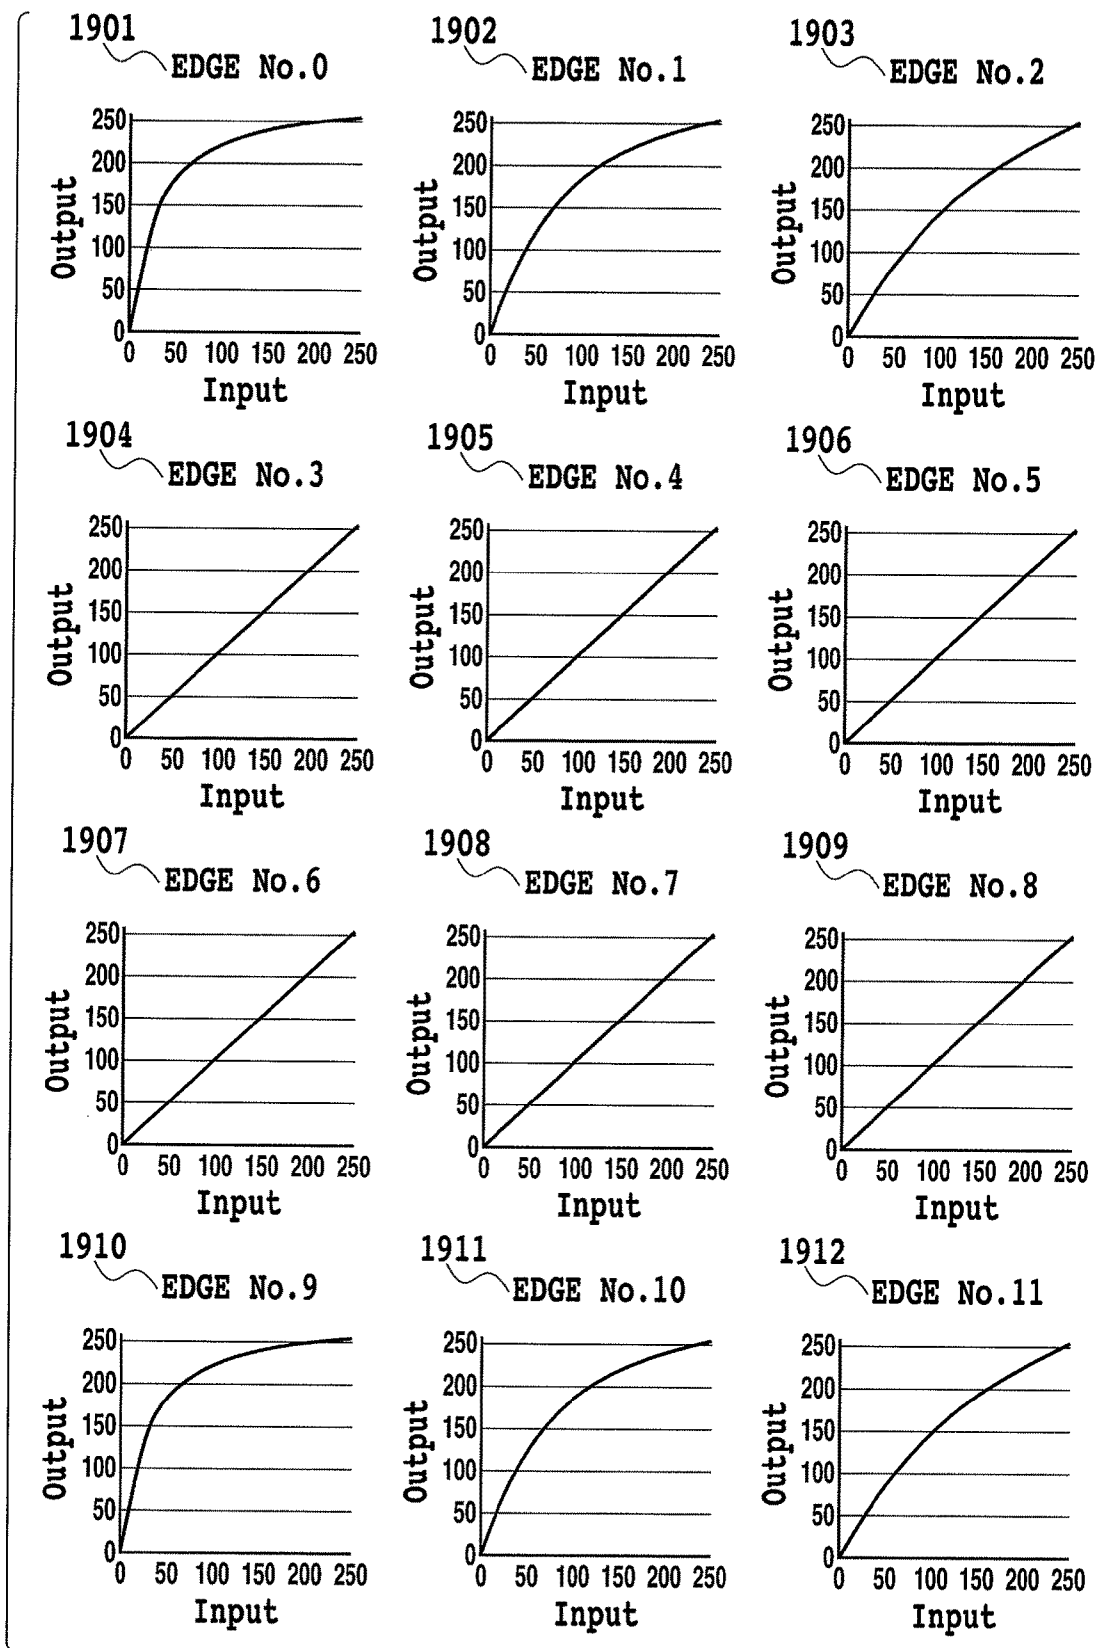 1901 1902 1903
EDGE No.0 EDGE No.1 EDGE No.2
Output Output Output
250 250 250
200 200 200
150 150 150
100 100 100
50 50 50
0 0 0
0 50 100 150 200 250 0 50 100 150 200 250 0 50 100 150 200 250
Input Input Input
1904 1905 1906
EDGE No.3 EDGE No.4 EDGE No.5
Output Output Output
250 250 250
200 200 200
150 150 150
100 100 100
50 50 50
0 0 0
0 50 100 150 200 250 0 50 100 150 200 250 0 50 100 150 200 250
Input Input Input
1907 1908 1909
EDGE No.6 EDGE No.7 EDGE No.8
Output Output Output
250 250 250
200 200 200
150 150 150
100 100 100
50 50 50
0 0 0
0 50 100 150 200 250 0 50 100 150 200 250 0 50 100 150 200 250
Input Input Input
1910 1911 1912
EDGE No.9 EDGE No.10 EDGE No.11
Output Output Output
250 250 250
200 200 200
150 150 150
100 100 100
50 50 50
0 0 0
0 50 100 150 200 250 0 50 100 150 200 250 0 50 100 150 200 250
Input Input Input